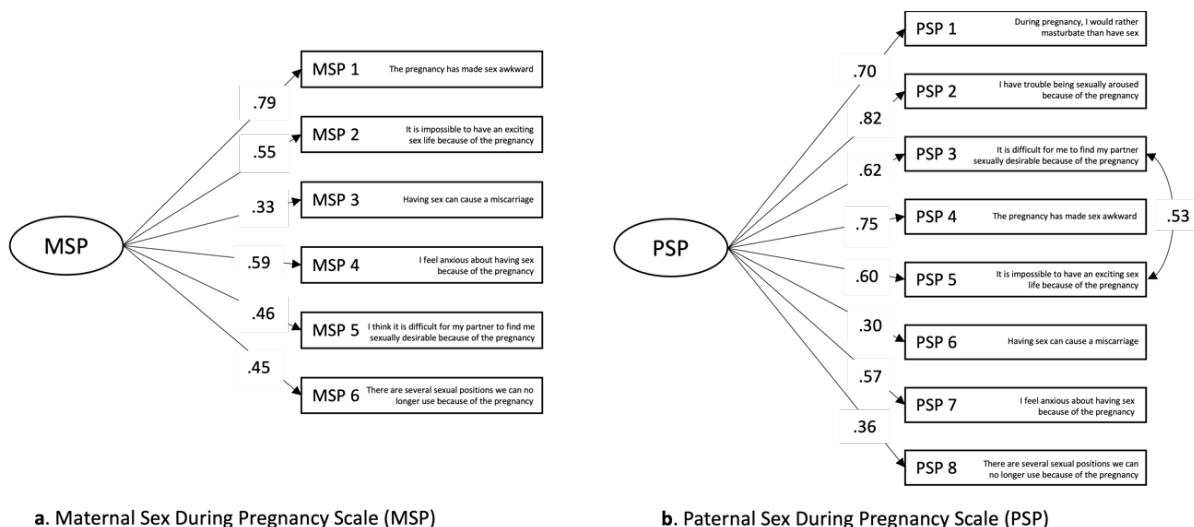 MSP
.79
.55
.33
.59
.46
.45
MSP 1 The pregnancy has made sex awkward
MSP 2 It is impossible to have an exciting
sex life because of the pregnancy
MSP 3 Having sex can cause a miscarriage
MSP 4 I feel anxious about having sex
because of the pregnancy
MSP 5 I think it is difficult for my partner to find me
sexually desirable because of the pregnancy
MSP 6 There are several sexual positions we can no
longer use because of the pregnancy
a. Maternal Sex During Pregnancy Scale (MSP)
PSP
.70
.82
.62
.75
.60
.30
.57
.36
PSP 1 During pregnancy, I would rather
masturbate than have sex
PSP 2 I have trouble being sexually aroused
because of the pregnancy
PSP 3 It is difficult for me to find my partner
sexually desirable because of the pregnancy
PSP 4 The pregnancy has made sex awkward
PSP 5 It is impossible to have an exciting sex
life because of the pregnancy
PSP 6 Having sex can cause a miscarriage
PSP 7 I feel anxious about having sex
because of the pregnancy
PSP 8 There are several sexual positions we can
no longer use because of the pregnancy
.53
b. Paternal Sex During Pregnancy Scale (PSP)